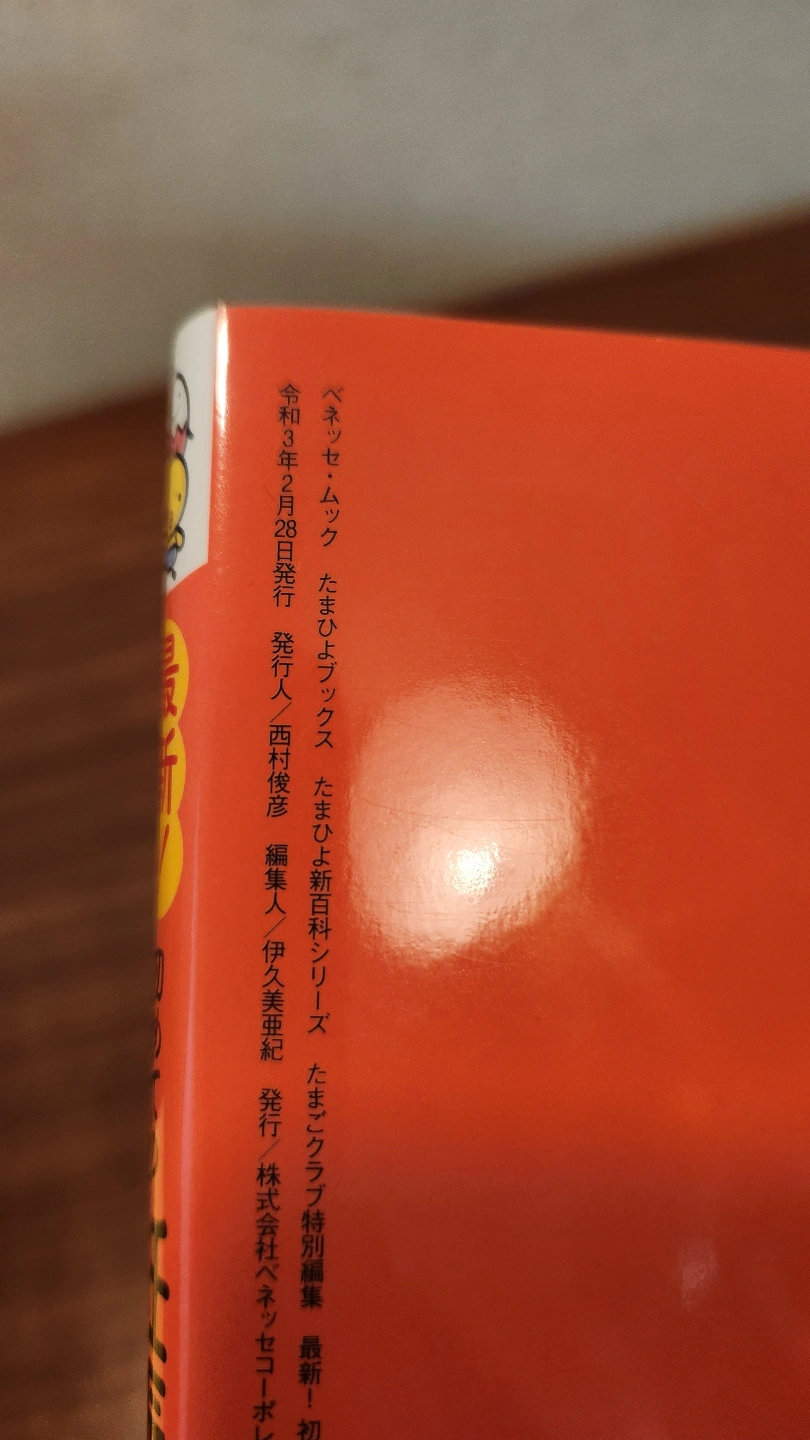 ベネッセ・ムック　たまひよブックス　たまひよ新百科シリーズ　たまごクラブ特別編集　最新！初
令和3年2月28日発行　発行人／西村俊彦　編集人／伊久美亜紀　発行／株式会社ベネッセコーポレ
最新！初めての